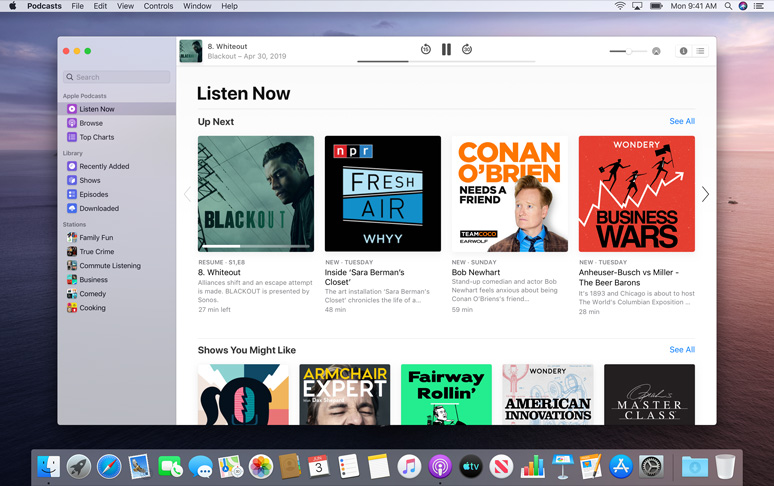 Podcasts File Edit View Controls Window Help
Mon 9:41 AM
8. Whiteout
Blackout – Apr 30, 2019
Search
Apple Podcasts
Listen Now
Browse
Top Charts
Library
Recently Added
Shows
Episodes
Downloaded
Stations
Family Fun
True Crime
Commute Listening
Business
Comedy
Cooking
15
30
Listen Now
Up Next
See All
BLACKOUT
RESUME · S1, E8
8. Whiteout
Alliances shift and an escape attempt
is made. BLACKOUT is presented by
Sonos.
27 min left
npr
FRESH
AIR
WHYY
NEW · TUESDAY
Inside ‘Sara Berman’s
Closet’
The art installation ‘Sara Berman’s
Closet’ chronicles the life of a...
48 min
CONAN
O'BRIEN
NEEDS A
FRIEND
TEAMCOCO
EARWOLF
NEW · SUNDAY
Bob Newhart
Stand-up comedian and actor Bob
Newhart feels anxious about being
Conan O’Briens’s friend...
59 min
WONDERY
BUSINESS
WARS
NEW · TUESDAY
Anheuser-Busch vs Miller -
The Beer Barons
It’s 1893 and Chicago is about to host
The World’s Columbian Exposition ...
28 min
Shows You Might Like
See All
ARMCHAIR
EXPERT
with Dax Shepard
Fairway
Rollin'
WONDERY
AMERICAN
INNOVATIONS
MASTER
CLASS
JUN
3
tv